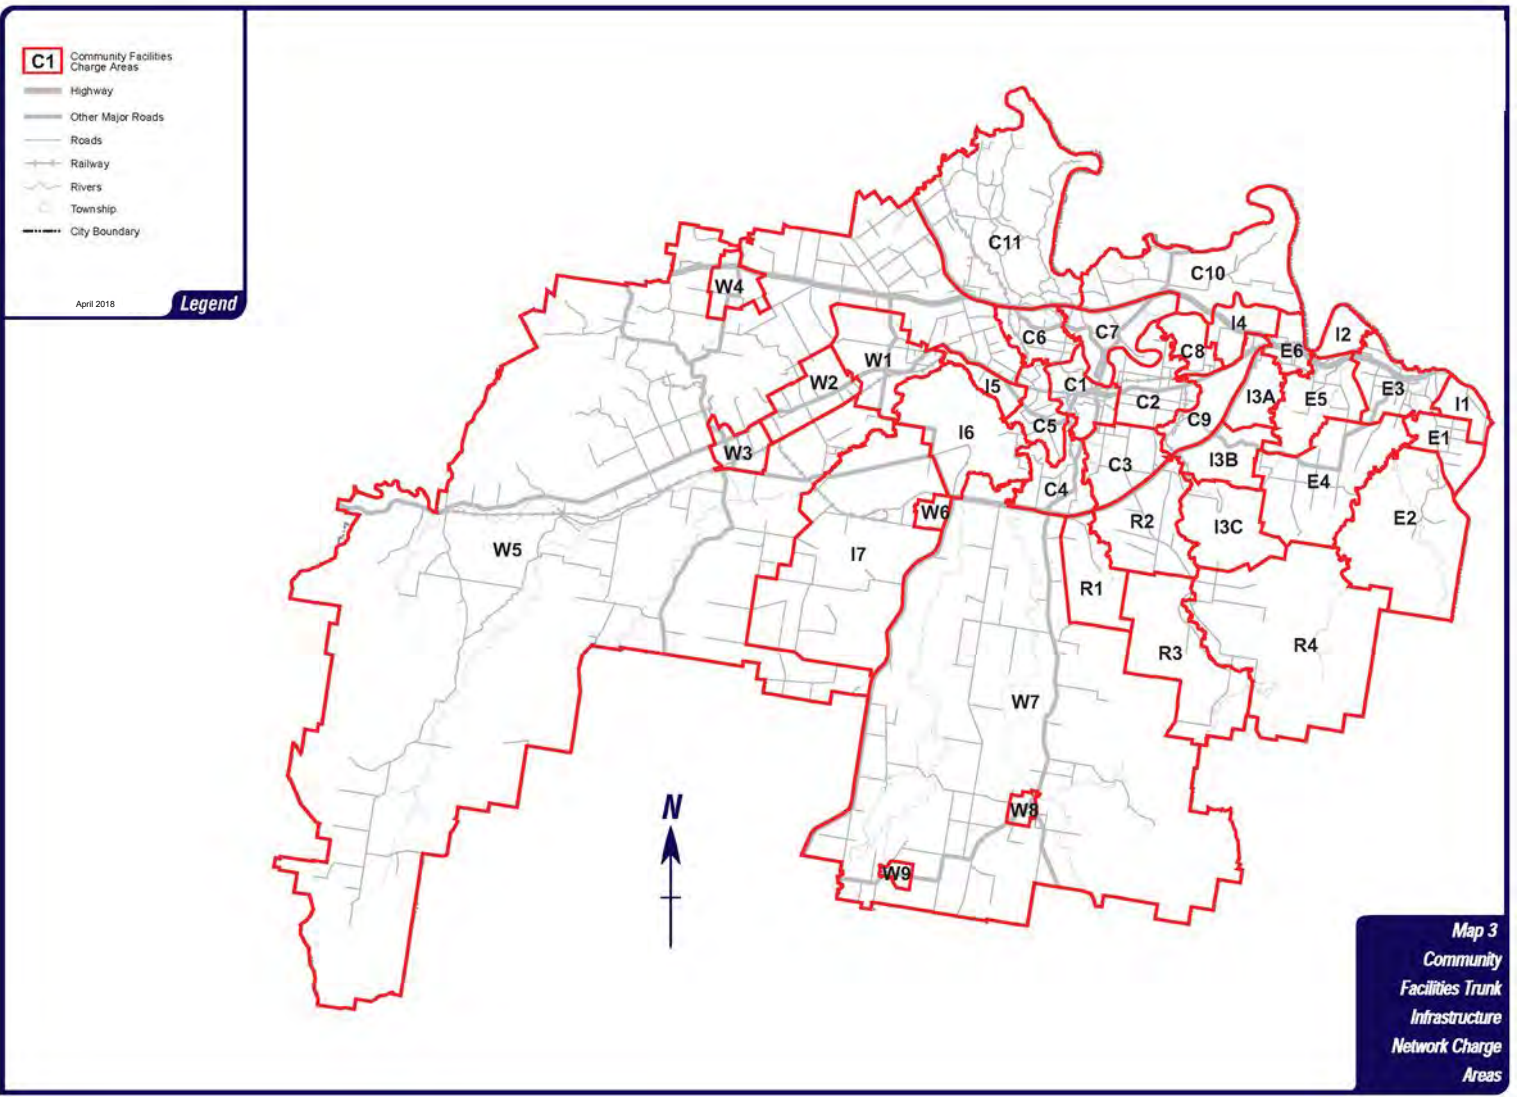 C1
Community Facilities
Charge Areas
Highway
Other Major Roads
Roads
Railway
Rivers
Township
City Boundary
April 2018
Legend
C11
C10
W4
I4
I2
C7
C6
C8
E6
W1
W2
I5
C1
C2
I3A
E5
E3
I1
C9
C5
I6
E1
W3
C3
I3B
E4
C4
W6
R2
I3C
E2
W5
I7
R1
R4
R3
W7
W8
W9
N
Map 3
Community
Facilities Trunk
Infrastructure
Network Charge
Areas